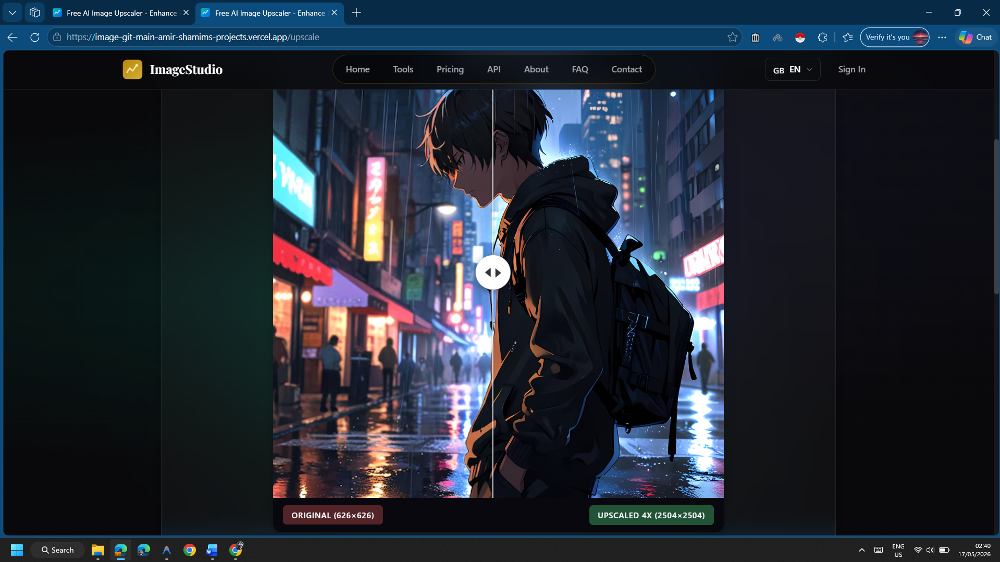 Free AI Image Upscaler - Enhance
Free AI Image Upscaler - Enhance
https://image-git-main-amir-shamims-projects.vercel.app/upscale
Verify it's you
Chat
ImageStudio
Home
Tools
Pricing
API
About
FAQ
Contact
GB EN
Sign In
ORIGINAL (626×626)
UPSCALED 4X (2504×2504)
Search
ENG
US
02:40
17/05/2026